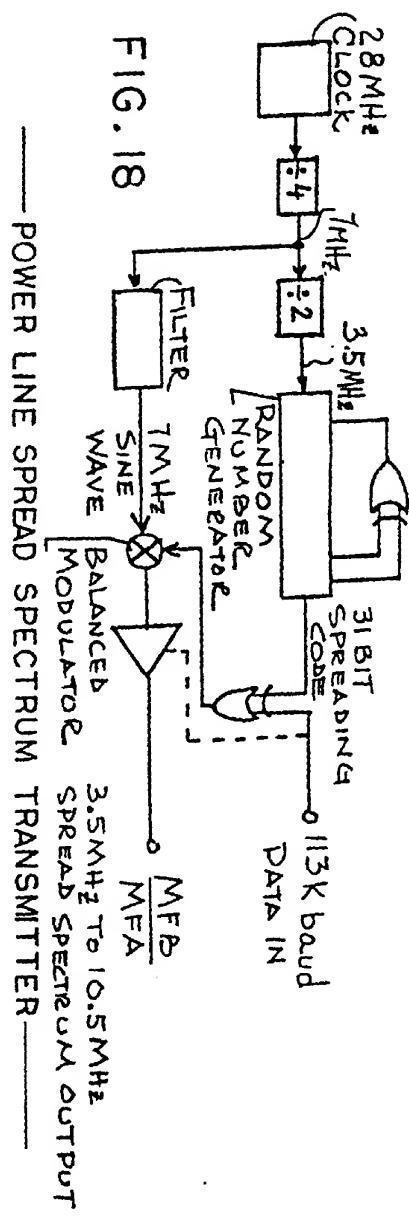 28MHz
CLOCK
÷4
7MHz
÷2
3.5MHz
RANDOM
NUMBER
GENERATOR
31 BIT
SPREADING
CODE
113K baud
DATA IN
FILTER
7MHz
SINE
WAVE
BALANCED
MODULATOR
MFB
MFA
3.5MHz TO 10.5MHz
SPREAD SPECTRUM OUTPUT
FIG. 18
POWER LINE SPREAD SPECTRUM TRANSMITTER